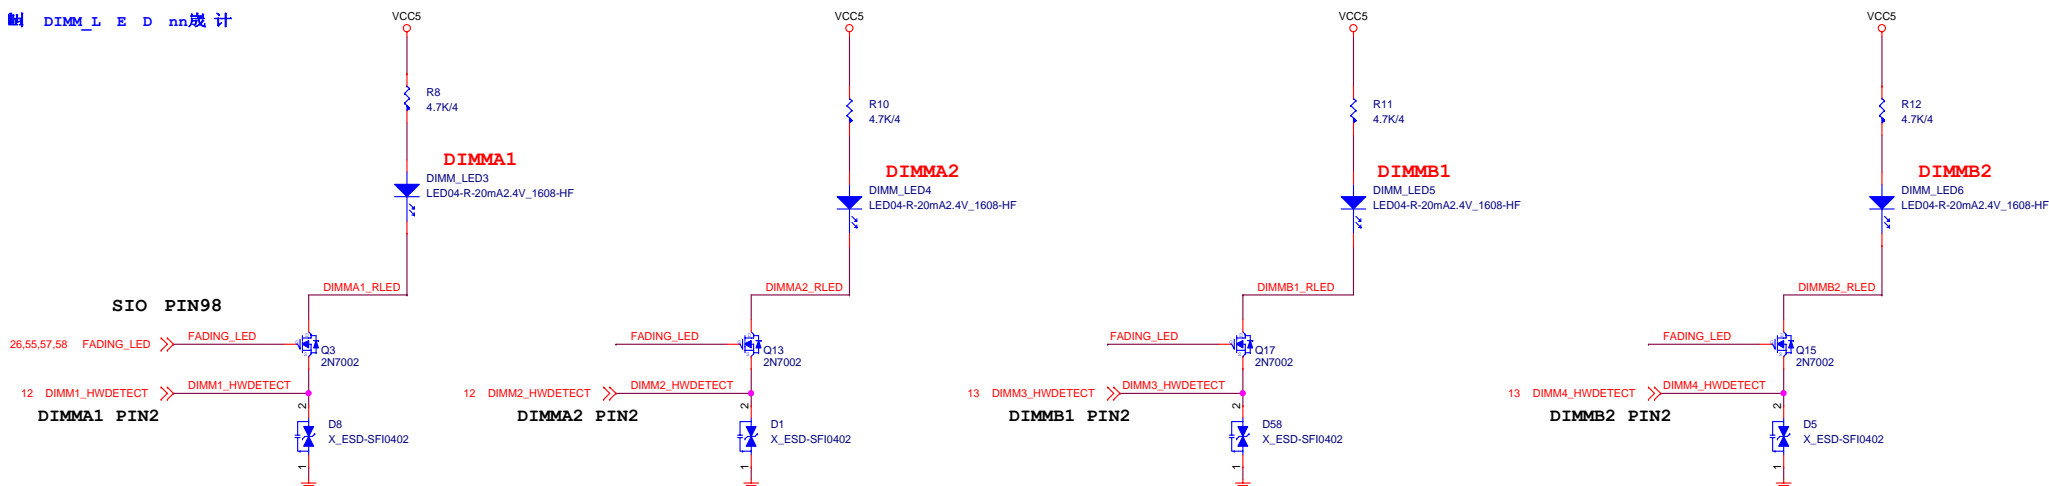 DIMM_L E D nn 计
VCC5
R8
4.7K/4
DIMMA1
DIMM_LED3
LED04-R-20mA2.4V_1608-HF
DIMMA1_RLED
SIO PIN98
26,55,57,58 FADING_LED
FADING_LED
Q3
2N7002
12 DIMM1_HWDETECT
DIMM1_HWDETECT
DIMMA1 PIN2
2
D8
X_ESD-SFI0402
1
VCC5
R10
4.7K/4
DIMMA2
DIMM_LED4
LED04-R-20mA2.4V_1608-HF
DIMMA2_RLED
FADING_LED
Q13
2N7002
12 DIMM2_HWDETECT
DIMM2_HWDETECT
DIMMA2 PIN2
2
D1
X_ESD-SFI0402
1
VCC5
R11
4.7K/4
DIMMB1
DIMM_LED5
LED04-R-20mA2.4V_1608-HF
DIMMB1_RLED
FADING_LED
Q17
2N7002
13 DIMM3_HWDETECT
DIMM3_HWDETECT
DIMMB1 PIN2
2
D58
X_ESD-SFI0402
1
VCC5
R12
4.7K/4
DIMMB2
DIMM_LED6
LED04-R-20mA2.4V_1608-HF
DIMMB2_RLED
FADING_LED
Q15
2N7002
13 DIMM4_HWDETECT
DIMM4_HWDETECT
DIMMB2 PIN2
2
D5
X_ESD-SFI0402
1